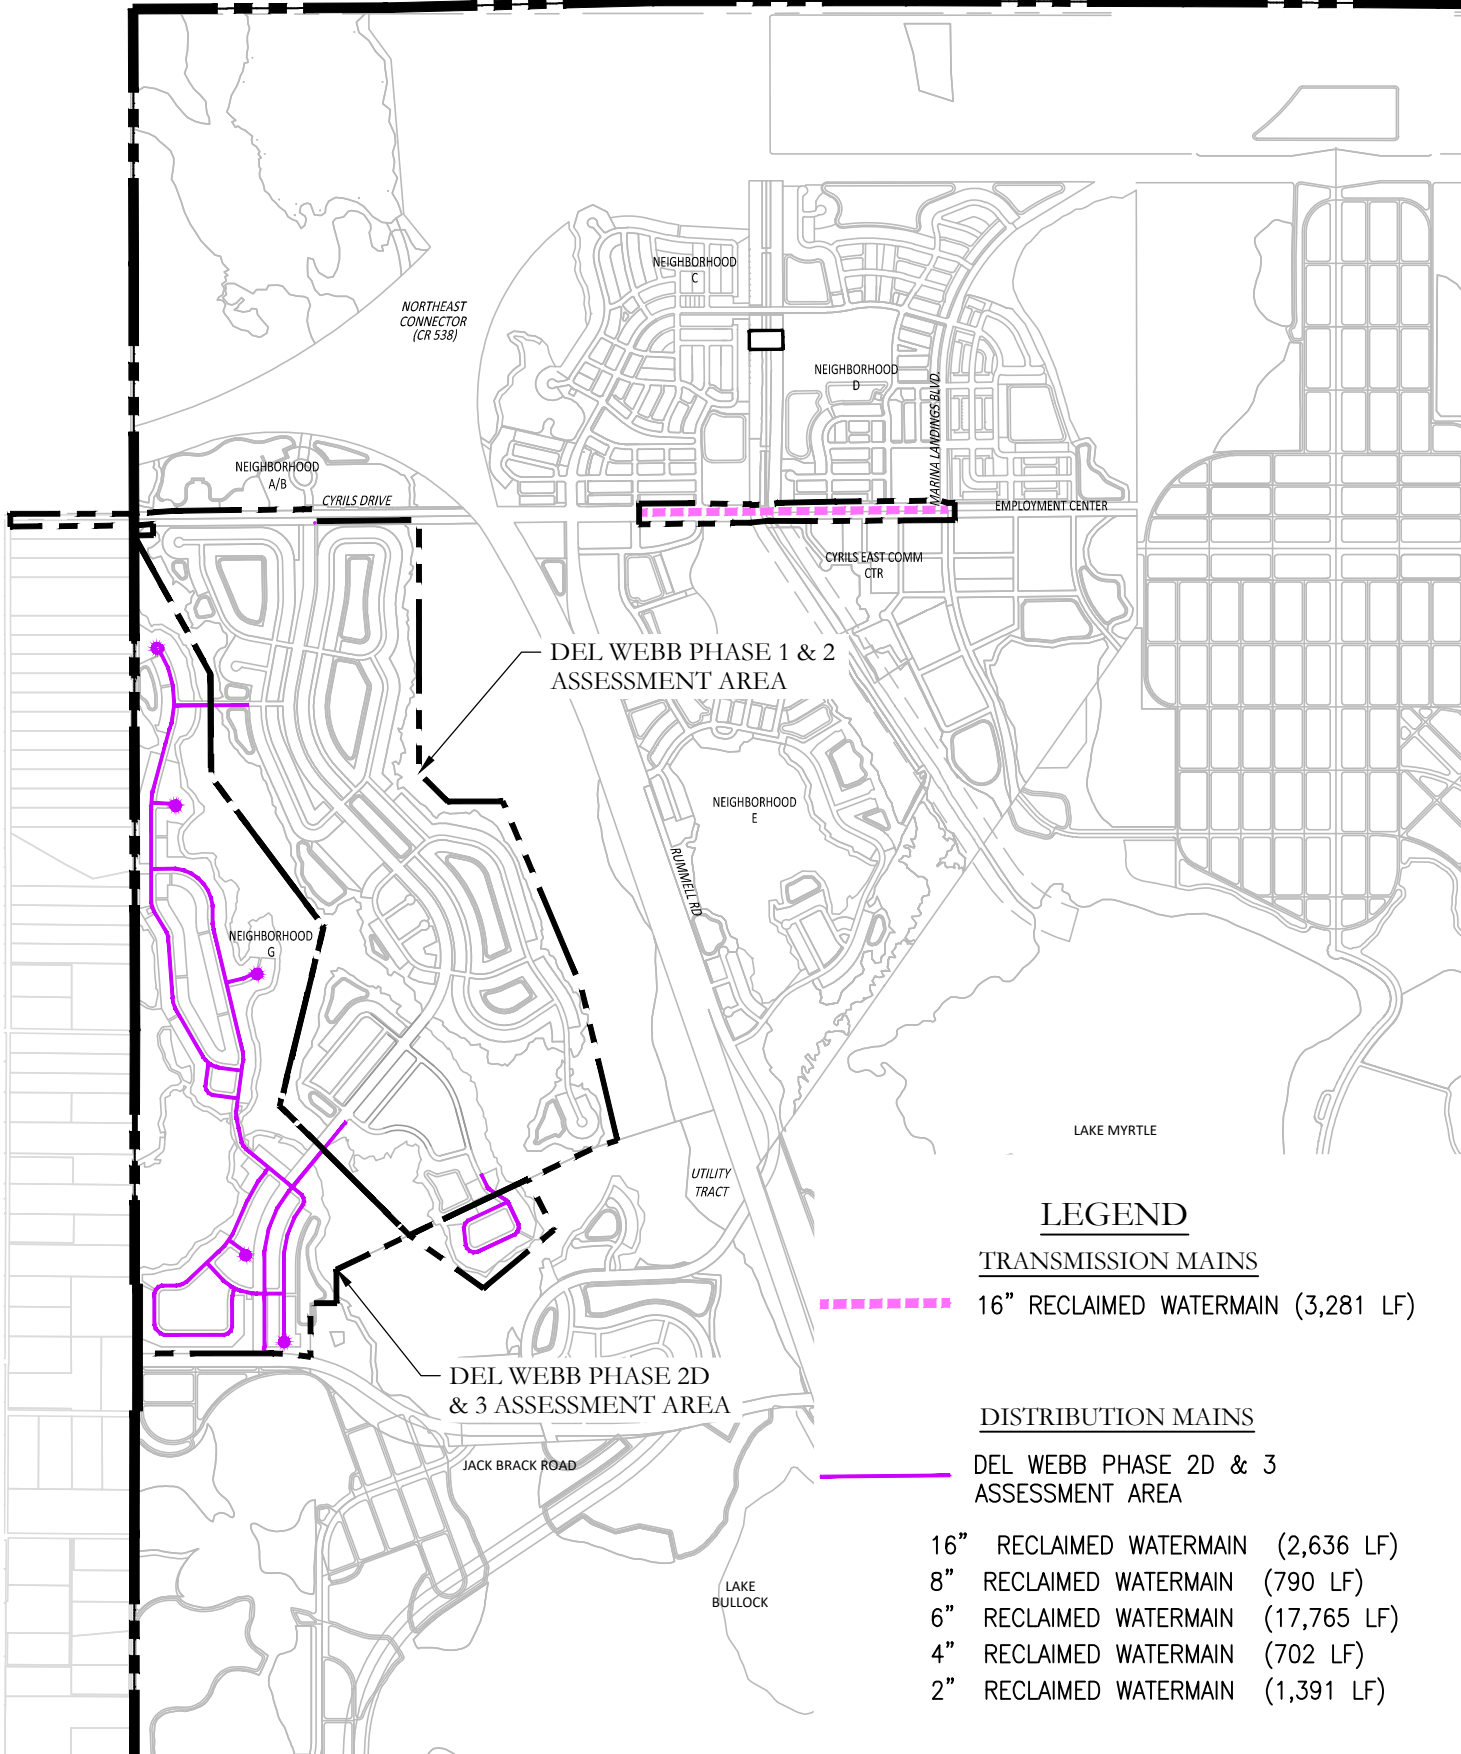 NEIGHBORHOOD
C
NORTHEAST
CONNECTOR
(CR 538)
NEIGHBORHOOD
D
MARINA LANDINGS BLVD.
NEIGHBORHOOD
A/B
CYRILS DRIVE
EMPLOYMENT CENTER
CYRILS EAST COMM
CTR
DEL WEBB PHASE 1 & 2
ASSESSMENT AREA
NEIGHBORHOOD
E
RUMMELL RD
NEIGHBORHOOD
G
LAKE MYRTLE
UTILITY
TRACT
LEGEND
TRANSMISSION MAINS
16" RECLAIMED WATERMAIN (3,281 LF)
DEL WEBB PHASE 2D
& 3 ASSESSMENT AREA
DISTRIBUTION MAINS
DEL WEBB PHASE 2D & 3
ASSESSMENT AREA
JACK BRACK ROAD
16" RECLAIMED WATERMAIN (2,636 LF)
8" RECLAIMED WATERMAIN (790 LF)
6" RECLAIMED WATERMAIN (17,765 LF)
4" RECLAIMED WATERMAIN (702 LF)
2" RECLAIMED WATERMAIN (1,391 LF)
LAKE
BULLOCK